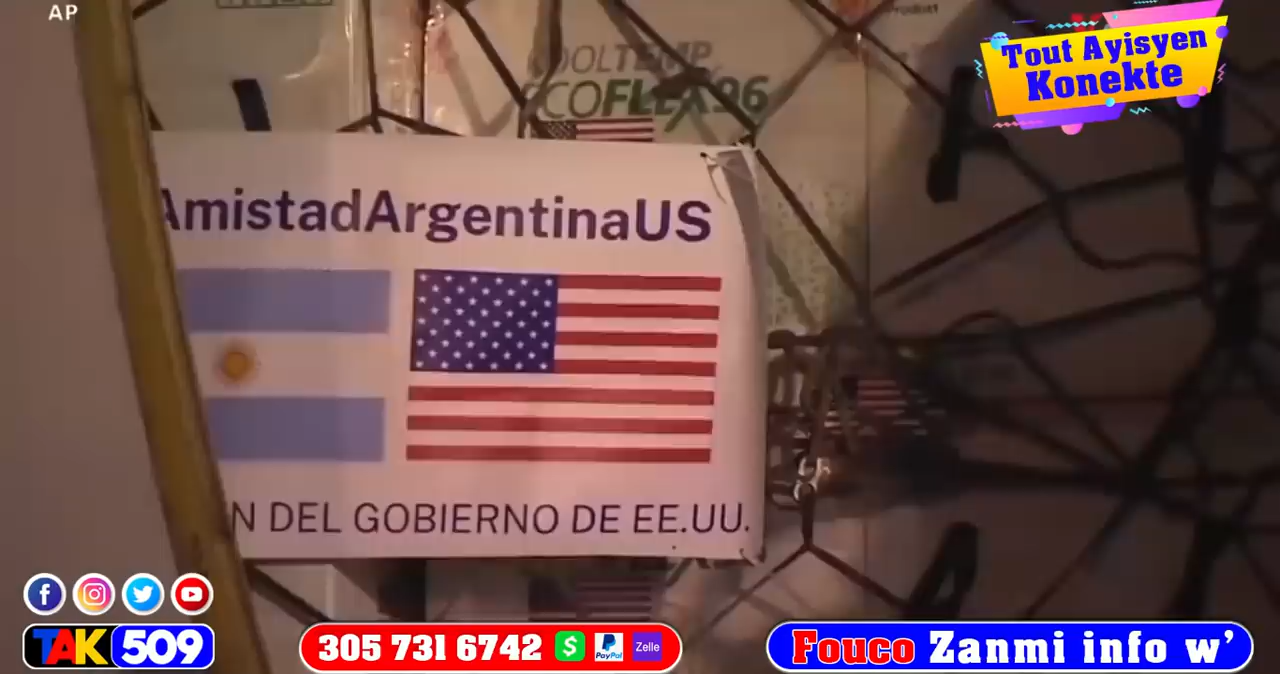 AP
Tout Ayisyen
Konekte
KOOLTEMP
ECOFLEX96
AmistadArgentinaUS
N DEL GOBIERNO DE EE.UU.
TAK 509
305 731 6742 $ PayPal Zelle
Fouco Zanmi info w’